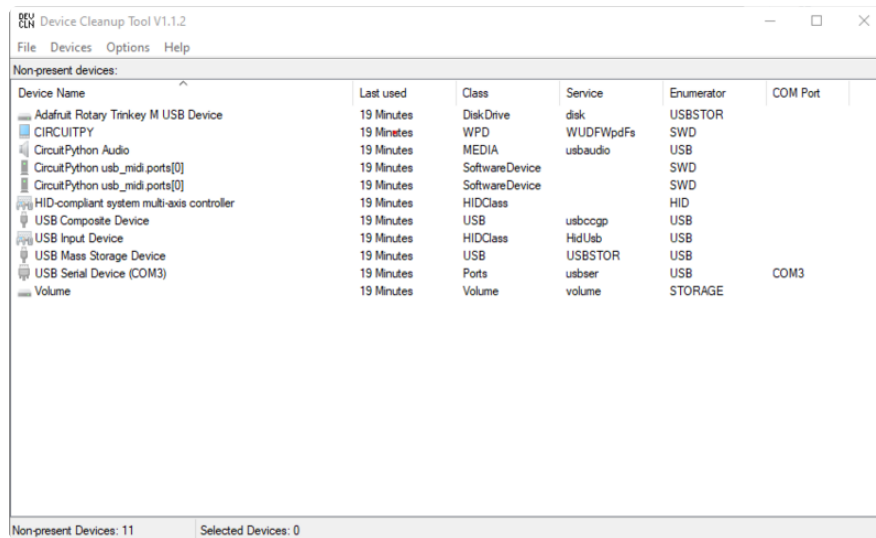 DEV CLN Device Cleanup Tool V1.1.2
File Devices Options Help
Non-present devices:
Device Name Last used Class Service Enumerator COM Port
Adafruit Rotary Trinkey M USB Device 19 Minutes DiskDrive disk USBSTOR
CIRCUITPY 19 Minutes WPD WUDFWpdFs SWD
CircuitPython Audio 19 Minutes MEDIA usbaudio USB
CircuitPython usb_midi.ports[0] 19 Minutes SoftwareDevice SWD
CircuitPython usb_midi.ports[0] 19 Minutes SoftwareDevice SWD
HID-compliant system multi-axis controller 19 Minutes HIDClass HID
USB Composite Device 19 Minutes USB usbccgp USB
USB Input Device 19 Minutes HIDClass HidUsb USB
USB Mass Storage Device 19 Minutes USB USBSTOR USB
USB Serial Device (COM3) 19 Minutes Ports usbser USB COM3
Volume 19 Minutes Volume volume STORAGE
Non-present Devices: 11 Selected Devices: 0